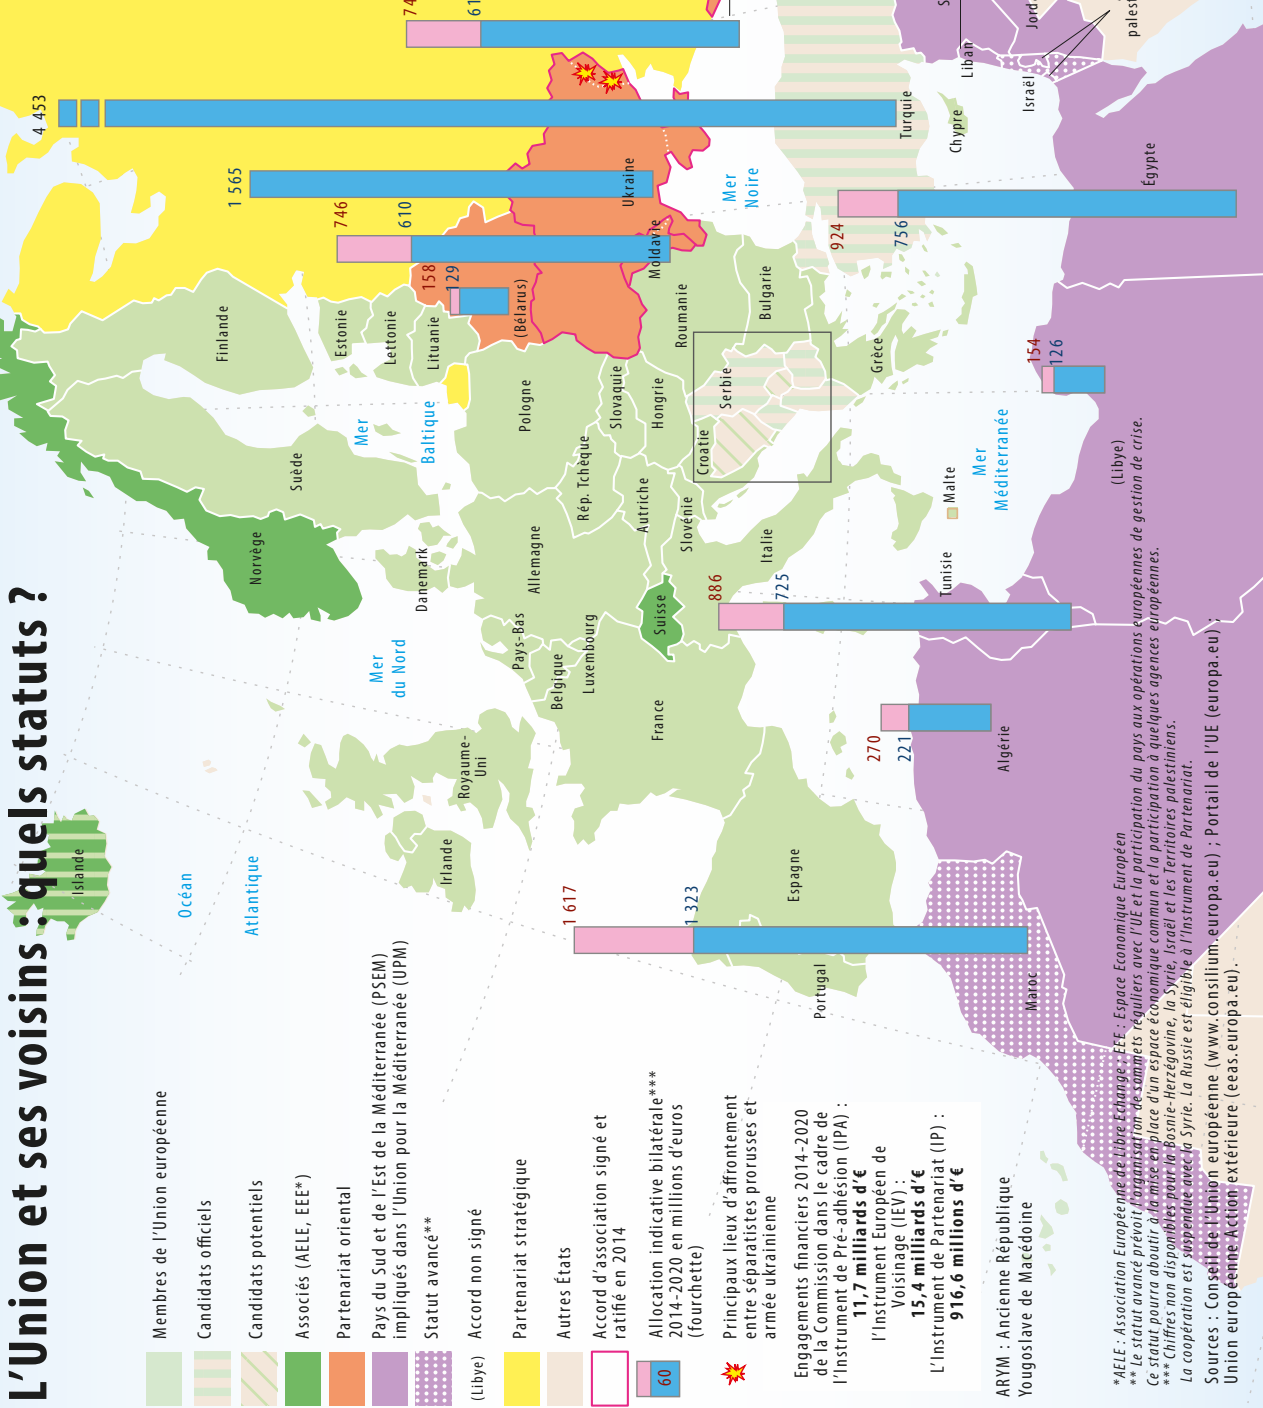 L'Union et ses voisins : quels statuts ?
Membres de l'Union européenne
Candidats officiels
Candidats potentiels
Associés (AELE, EEE*)
Partenariat oriental
Pays du Sud et de l'Est de la Méditerranée (PSEM)
impliqués dans l'Union pour la Méditerranée (UPM)
Statut avancé**
(Libye)
Accord non signé
Partenariat stratégique
Autres États
Accord d'association signé et
ratifié en 2014
60
Allocation indicative bilatérale***
2014-2020 en millions d'euros
(fourchette)
Principaux lieux d'affrontement
entre séparatistes prorusses et
armée ukrainienne
Engagements financiers 2014-2020
de la Commission dans le cadre de
l'Instrument de Pré-adhésion (IPA) :
11,7 milliards d'€
l'Instrument Européen de
Voisinage (IEV) :
15,4 milliards d'€
L'Instrument de Partenariat (IP) :
916,6 millions d'€
ARYM : Ancienne République
Yougoslave de Macédoine
Islande
Océan
Atlantique
Norvège
Suède
Finlande
Estonie
Lettonie
Lituanie
Mer
Baltique
Danemark
Mer
du Nord
Royaume-
Uni
Irlande
Pays-Bas
Belgique
Luxembourg
Allemagne
Pologne
(Bélarus)
Ukraine
Moldavie
Rép. Tchèque
Slovaquie
Autriche
Hongrie
Roumanie
Suisse
Slovénie
Croatie
Serbie
Bulgarie
France
Italie
Espagne
Portugal
Grèce
Mer
Noire
Turquie
Chypre
Malte
Mer
Méditerranée
Liban
Israël
Jord
palest
Égypte
(Libye)
Tunisie
Algérie
Maroc
4 453
1 565
746
610
158
129
74
61
924
756
154
126
886
725
270
221
1 617
1 323
*AELE : Association Européenne de Libre Echange ; EEE : Espace Economique Européen
** Le statut avancé prévoit l'organisation de sommets réguliers avec l'UE et la participation du pays aux opérations européennes de gestion de crise.
Ce statut pourra aboutir à la mise en place d'un espace économique commun et la participation à quelques agences européennes.
*** Chiffres non disponibles pour la Bosnie-Herzégovine, la Syrie, Israël et les Territoires palestiniens.
La coopération est suspendue avec la Syrie. La Russie est éligible à l'Instrument de Partenariat.
Sources : Conseil de l'Union européenne (www.consilium.europa.eu) ; Portail de l'UE (europa.eu) ;
Union européenne Action extérieure (eeas.europa.eu).